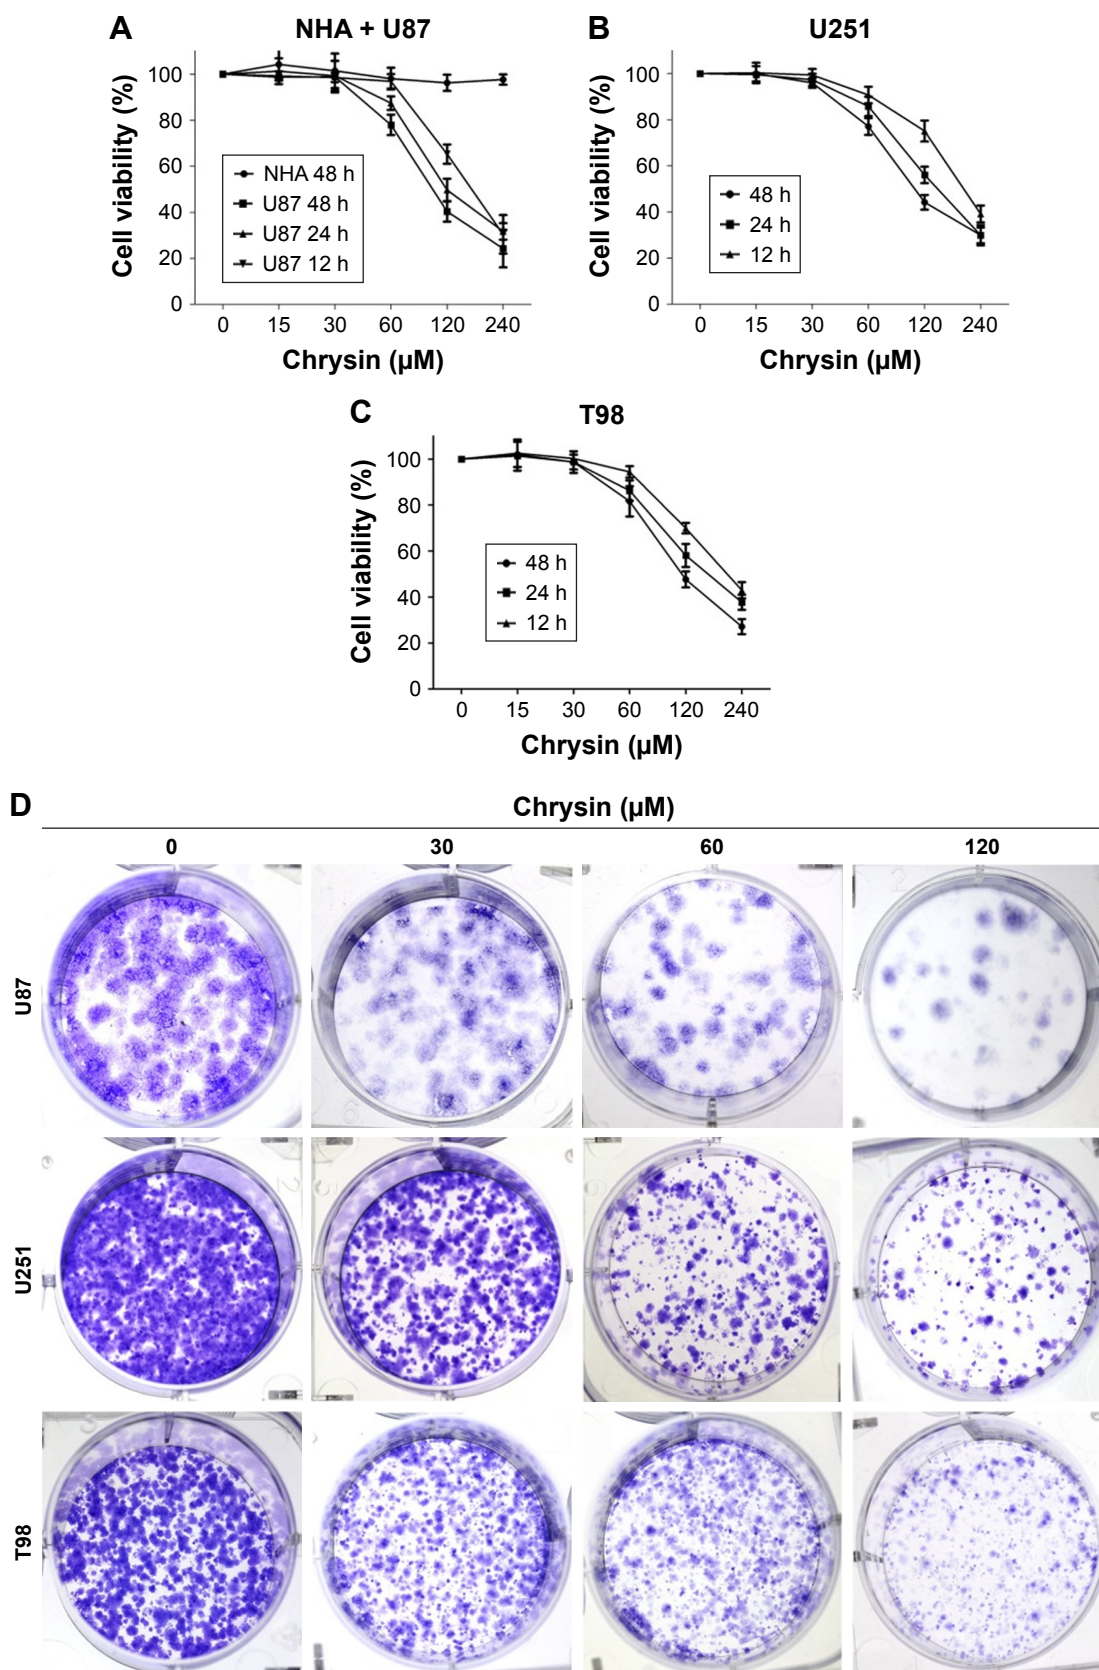 A
NHA + U87
Cell viability (%)
100
80
60
40
20
0
NHA 48 h
U87 48 h
U87 24 h
U87 12 h
0 15 30 60 120 240
Chrysin (µM)
B
U251
Cell viability (%)
100
80
60
40
20
0
48 h
24 h
12 h
0 15 30 60 120 240
Chrysin (µM)
C
T98
Cell viability (%)
100
80
60
40
20
0
48 h
24 h
12 h
0 15 30 60 120 240
Chrysin (µM)
D
Chrysin (µM)
0 30 60 120
U87
U251
T98